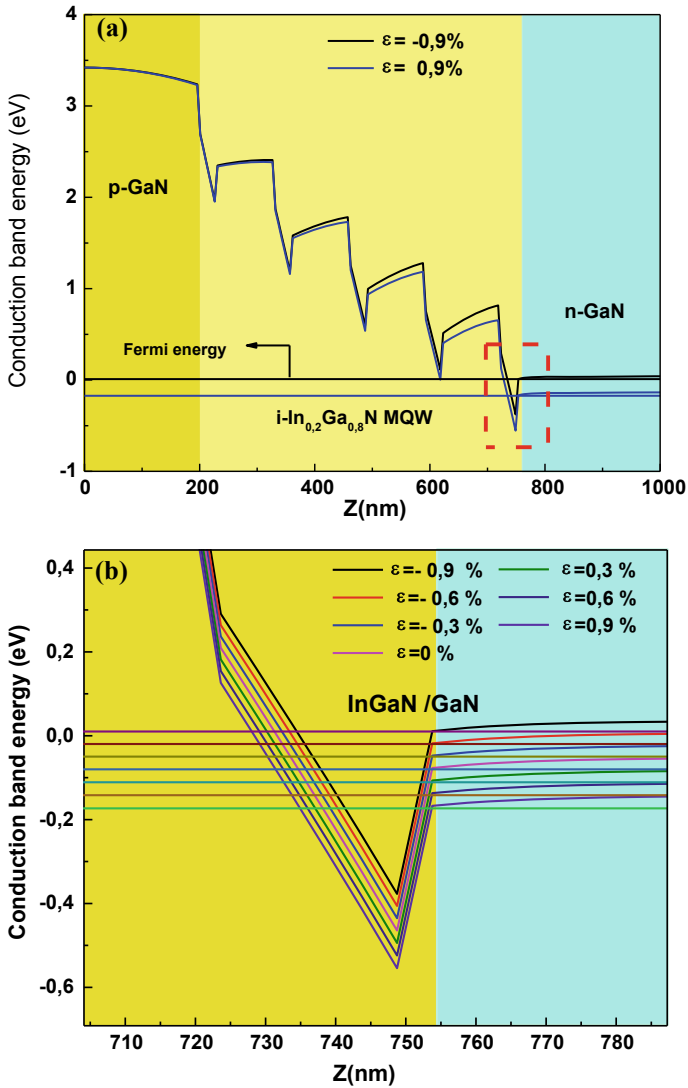 (a)
ε= -0,9%
ε= 0,9%
Conduction band energy (eV)
4
3
2
1
0
-1
p-GaN
n-GaN
Fermi energy
i-In0,2Ga0,8N MQW
0 200 400 600 800 1000
Z(nm)
(b)
ε=- 0,9 % ε=0,3 %
ε=- 0,6 % ε=0,6 %
ε=- 0,3 % ε=0,9 %
ε=0 %
Conduction band energy (eV)
0,4
0,2
0,0
-0,2
-0,4
-0,6
InGaN /GaN
710 720 730 740 750 760 770 780
Z(nm)